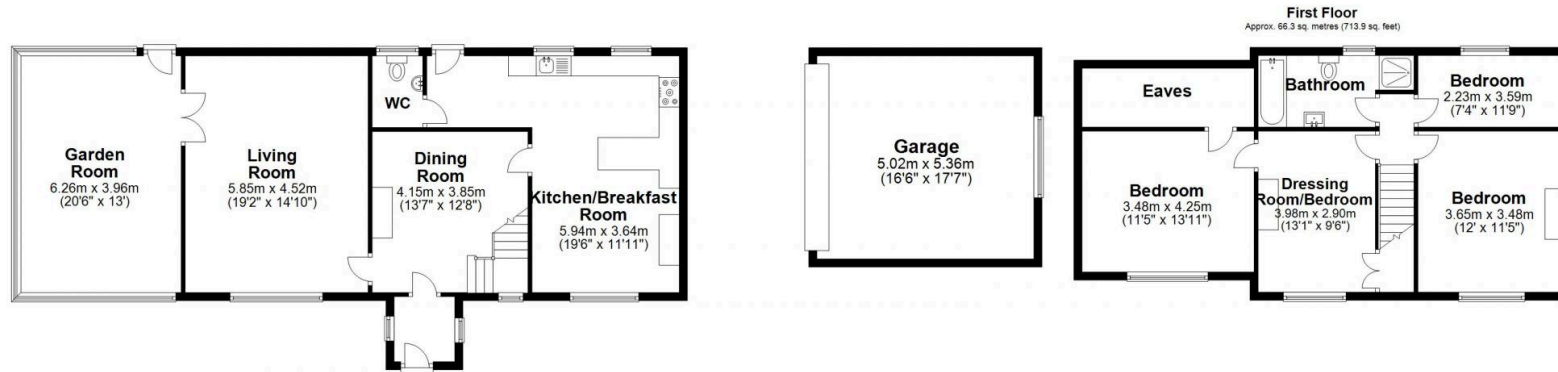 Garden
Room
6.26m x 3.96m
(20'6" x 13')
Living
Room
5.85m x 4.52m
(19'2" x 14'10")
WC
Dining
Room
4.15m x 3.85m
(13'7" x 12'8")
Kitchen/Breakfast
Room
5.94m x 3.64m
(19'6" x 11'11")
Garage
5.02m x 5.36m
(16'6" x 17'7")
First Floor
Approx. 66.3 sq. metres (713.9 sq. feet)
Eaves
Bathroom
Bedroom
2.23m x 3.59m
(7'4" x 11'9")
Bedroom
3.48m x 4.25m
(11'5" x 13'11")
Dressing
Room/Bedroom
3.98m x 2.90m
(13'1" x 9'6")
Bedroom
3.65m x 3.48m
(12' x 11'5")